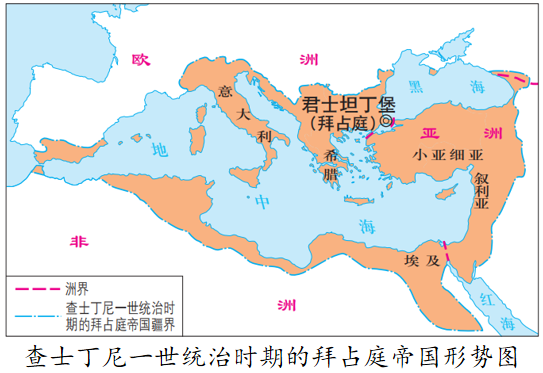 欧洲
黑海
意大利
君士坦丁堡
(拜占庭)
亚洲
地中海
希腊
小亚细亚
叙利亚
非洲
埃及
红海
洲界
查士丁尼一世统治时
期的拜占庭帝国疆界
查士丁尼一世统治时期的拜占庭帝国形势图